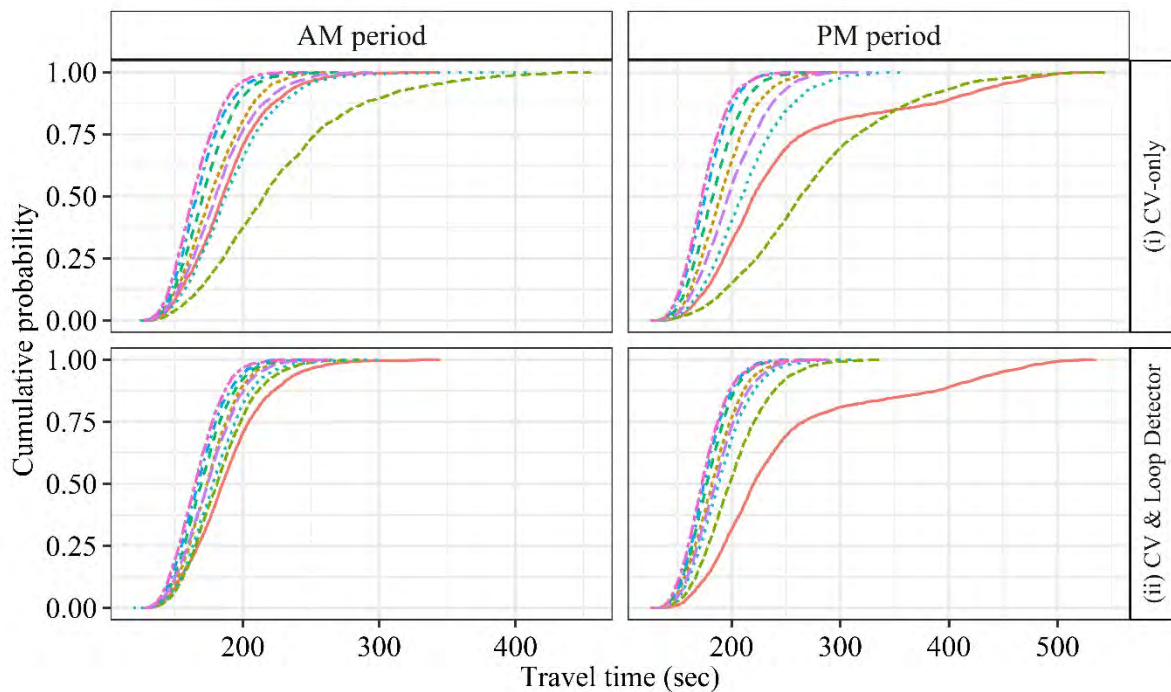 AM period
PM period
Cumulative probability
1.00
0.75
0.50
0.25
0.00
(i) CV-only
1.00
0.75
0.50
0.25
0.00
(ii) CV & Loop Detector
200
300
400
200
300
400
500
Travel time (sec)